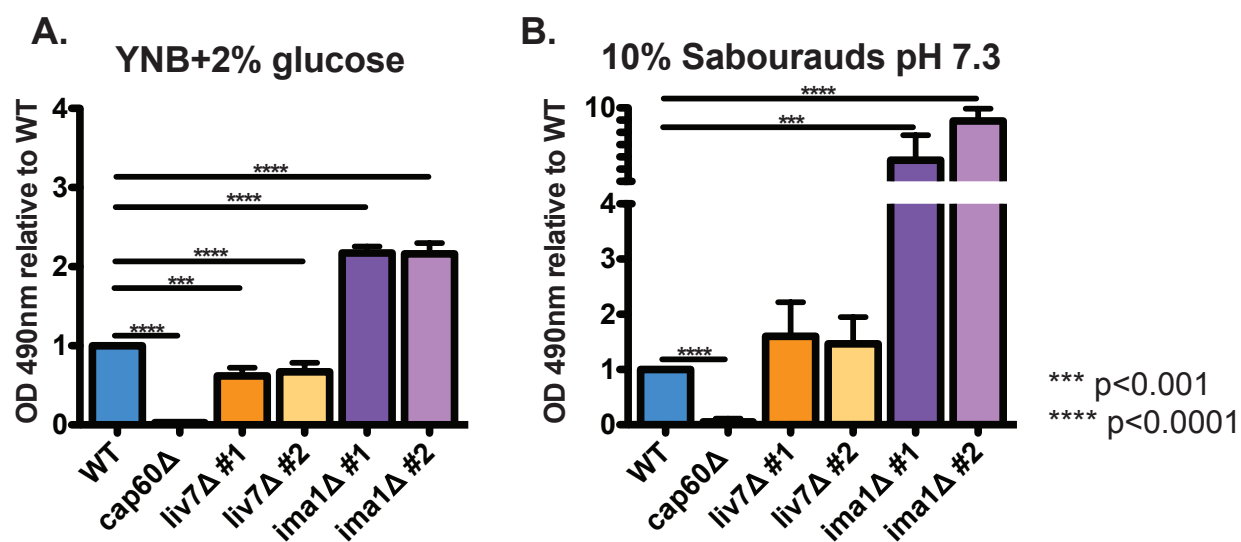 A.
YNB+2% glucose
OD 490nm relative to WT
4
3
2
1
0
****
****
****
***
****
WT
cap60Δ
liv7Δ #1
liv7Δ #2
ima1Δ #1
ima1Δ #2
B.
10% Sabourauds pH 7.3
OD 490nm relative to WT
10
4
3
2
1
0
****
***
****
WT
cap60Δ
liv7Δ #1
liv7Δ #2
ima1Δ #1
ima1Δ #2
*** p<0.001
**** p<0.0001